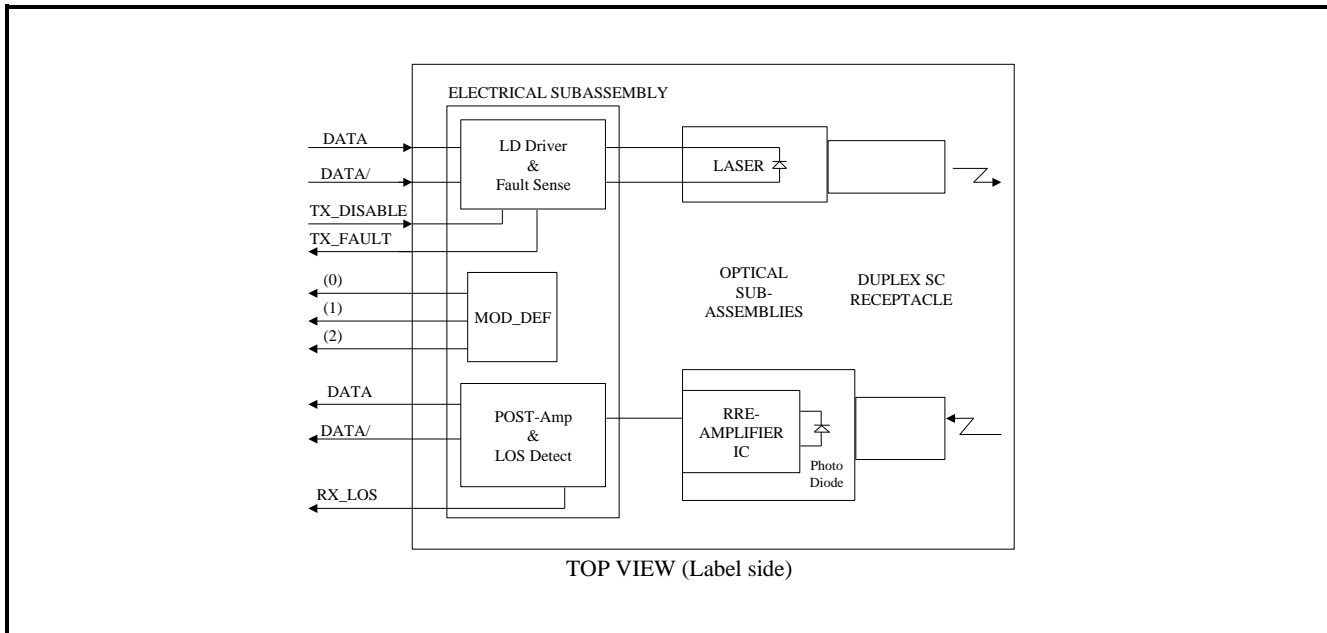 ELECTRICAL SUBASSEMBLY
DATA
DATA/
TX_DISABLE
TX_FAULT
LD Driver
&
Fault Sense
LASER
(0)
(1)
(2)
MOD_DEF
OPTICAL
SUB-
ASSEMBLIES
DUPLEX SC
RECEPTACLE
DATA
DATA/
RX_LOS
POST-Amp
&
LOS Detect
RRE-
AMPLIFIER
IC
Photo
Diode
TOP VIEW (Label side)